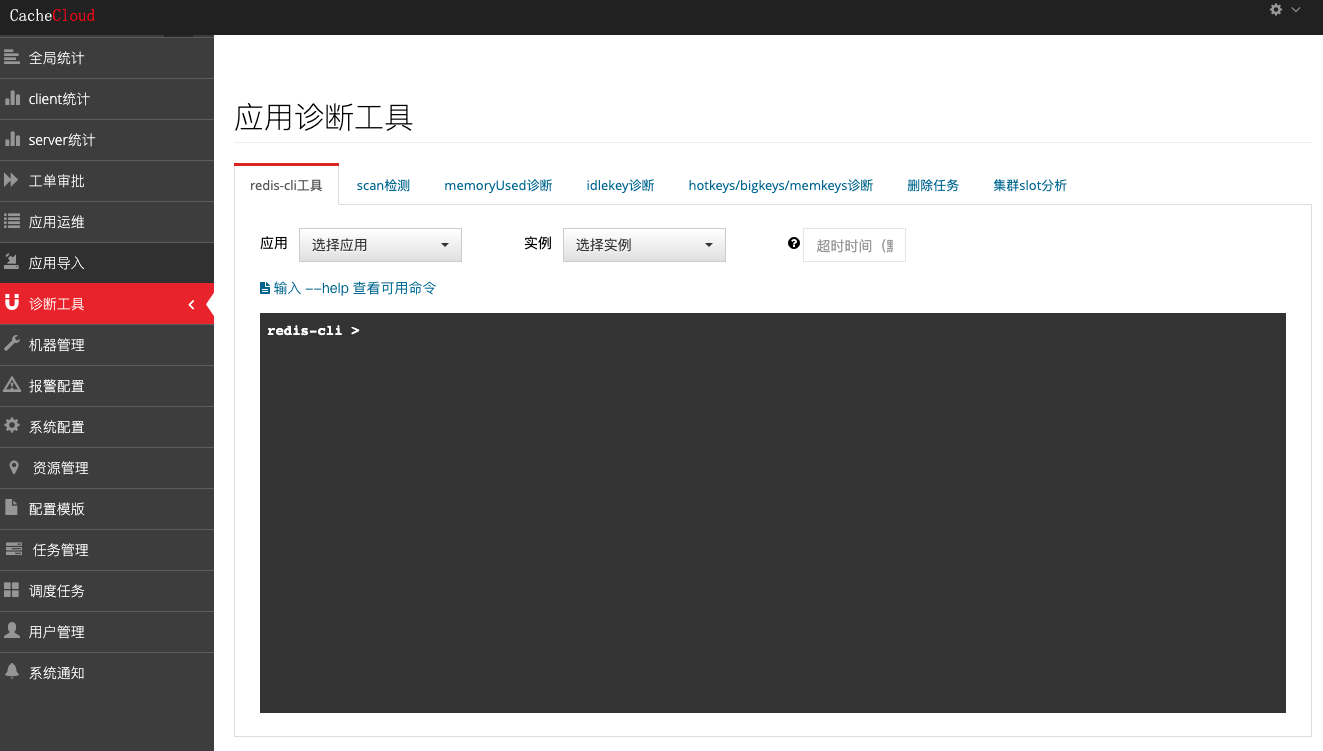 CacheCloud
全局统计
client统计
server统计
工单审批
应用运维
应用导入
诊断工具
机器管理
报警配置
系统配置
资源管理
配置模版
任务管理
调度任务
用户管理
系统通知
应用诊断工具
redis-cli工具 scan检测 memoryUsed诊断 idlekey诊断 hotkeys/bigkeys/memkeys诊断 删除任务 集群slot分析
应用 选择应用 实例 选择实例 超时时间（
输入 --help 查看可用命令
redis-cli >